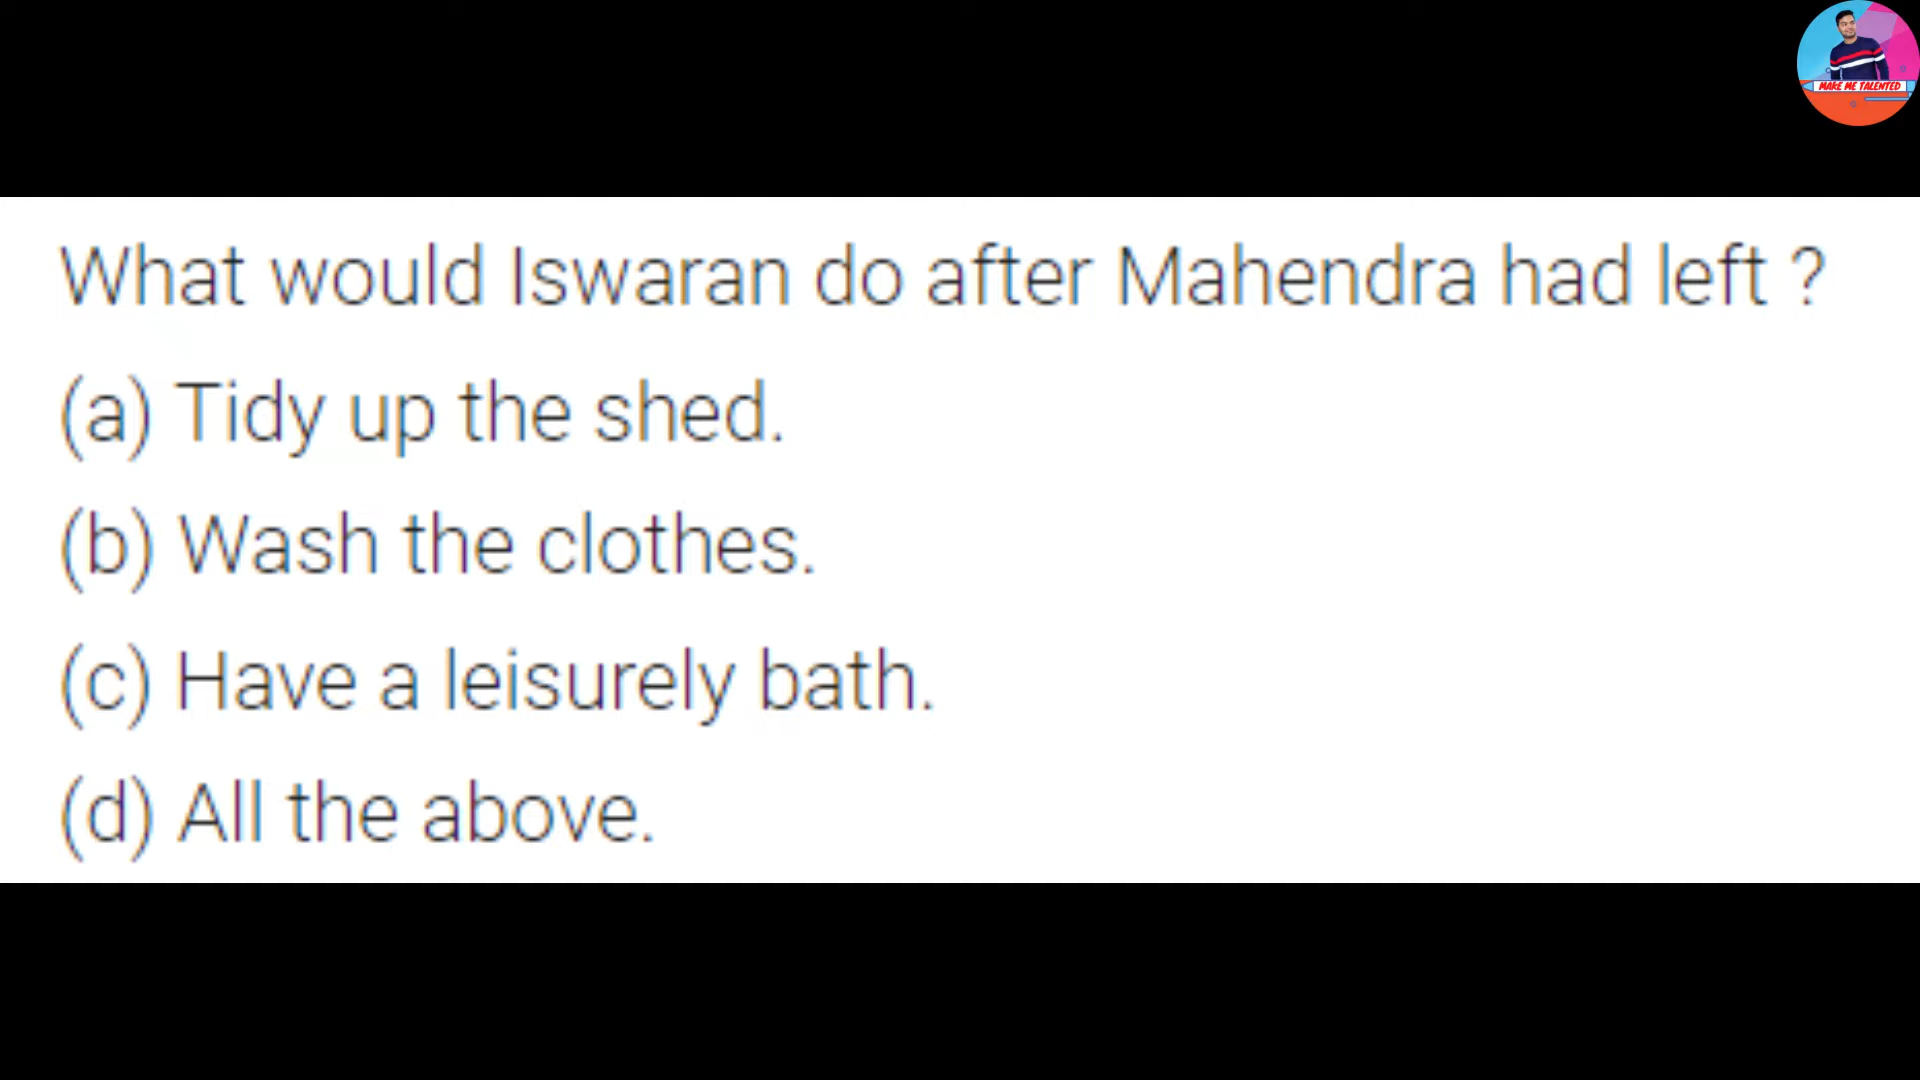 MAKE ME TALENTED
What would Iswaran do after Mahendra had left ?
(a) Tidy up the shed.
(b) Wash the clothes.
(c) Have a leisurely bath.
(d) All the above.